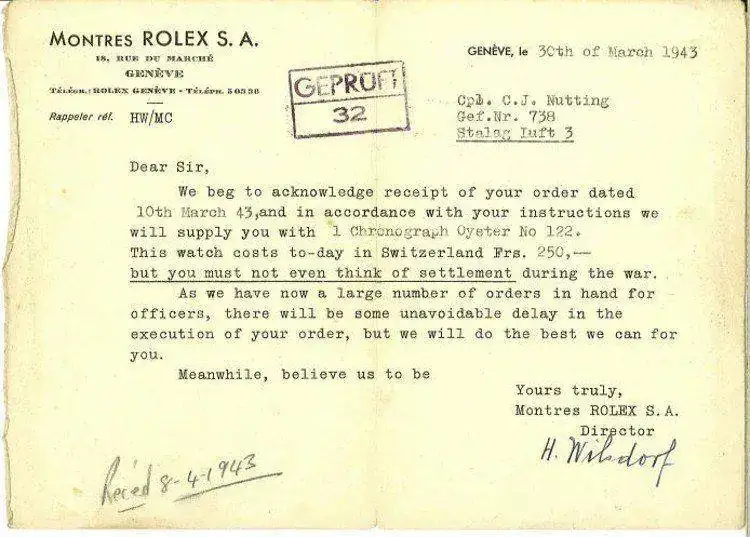 MONTRES ROLEX S. A.
18, RUE DU MARCHÉ
GENÈVE
TÉLÉGR.: ROLEX GENÈVE - TÉLÉPH. 50338
Rappeler réf. HW/MC
GEPRÜFT
32
GENÈVE, le 30th of March 1943
Cpl. C.J. Nutting
Gef.Nr. 738
Stalag Luft 3
Dear Sir,
We beg to acknowledge receipt of your order dated
10th March 43,and in accordance with your instructions we
will supply you with 1 Chronograph Oyster No 122.
This watch costs to-day in Switzerland Frs. 250,—
but you must not even think of settlement during the war.
As we have now a large number of orders in hand for
officers, there will be some unavoidable delay in the
execution of your order, but we will do the best we can for
you.
Meanwhile, believe us to be
Yours truly,
Montres ROLEX S.A.
Director
H. Wilsdorf
Recêd 8-4-1943